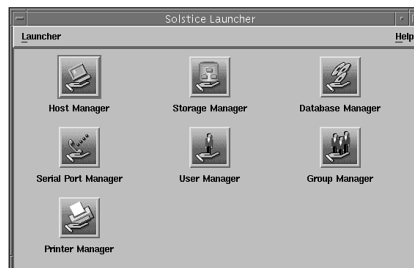 Solstice Launcher
Launcher Help
Host Manager Storage Manager Database Manager
Serial Port Manager User Manager Group Manager
Printer Manager